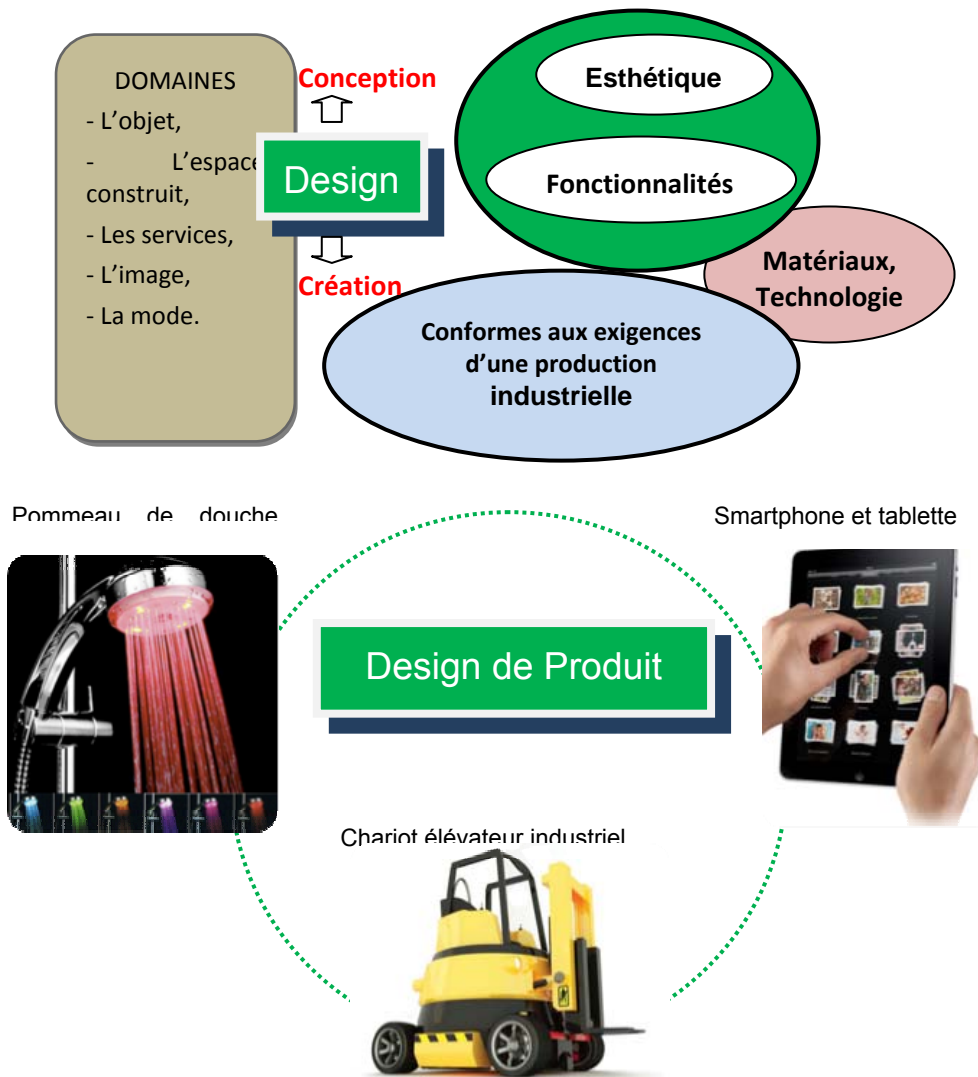 DOMAINES
- L’objet,
- L’espace
construit,
- Les services,
- L’image,
- La mode.
Conception
Design
Création
Esthétique
Fonctionnalités
Matériaux,
Technologie
Conformes aux exigences
d’une production
industrielle
Pommeau de douche
Smartphone et tablette
Design de Produit
Chariot élévateur industriel